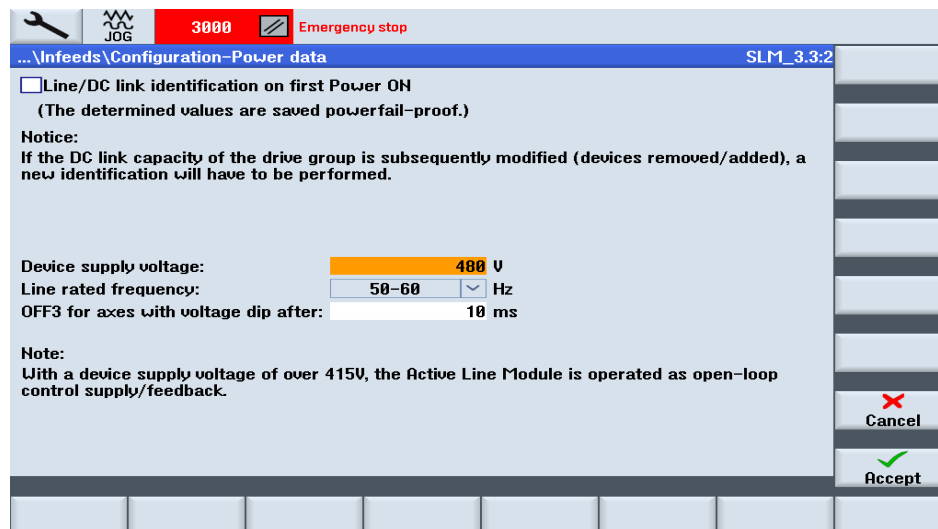 JOG
3000
Emergency stop
...\Infeeds\Configuration-Power data
SLM_3.3:2
Line/DC link identification on first Power ON
(The determined values are saved powerfail-proof.)
Notice:
If the DC link capacity of the drive group is subsequently modified (devices removed/added), a
new identification will have to be performed.
Device supply voltage: 480 V
Line rated frequency: 50-60 Hz
OFF3 for axes with voltage dip after: 10 ms
Note:
With a device supply voltage of over 415V, the Active Line Module is operated as open-loop
control supply/feedback.
Cancel
Accept